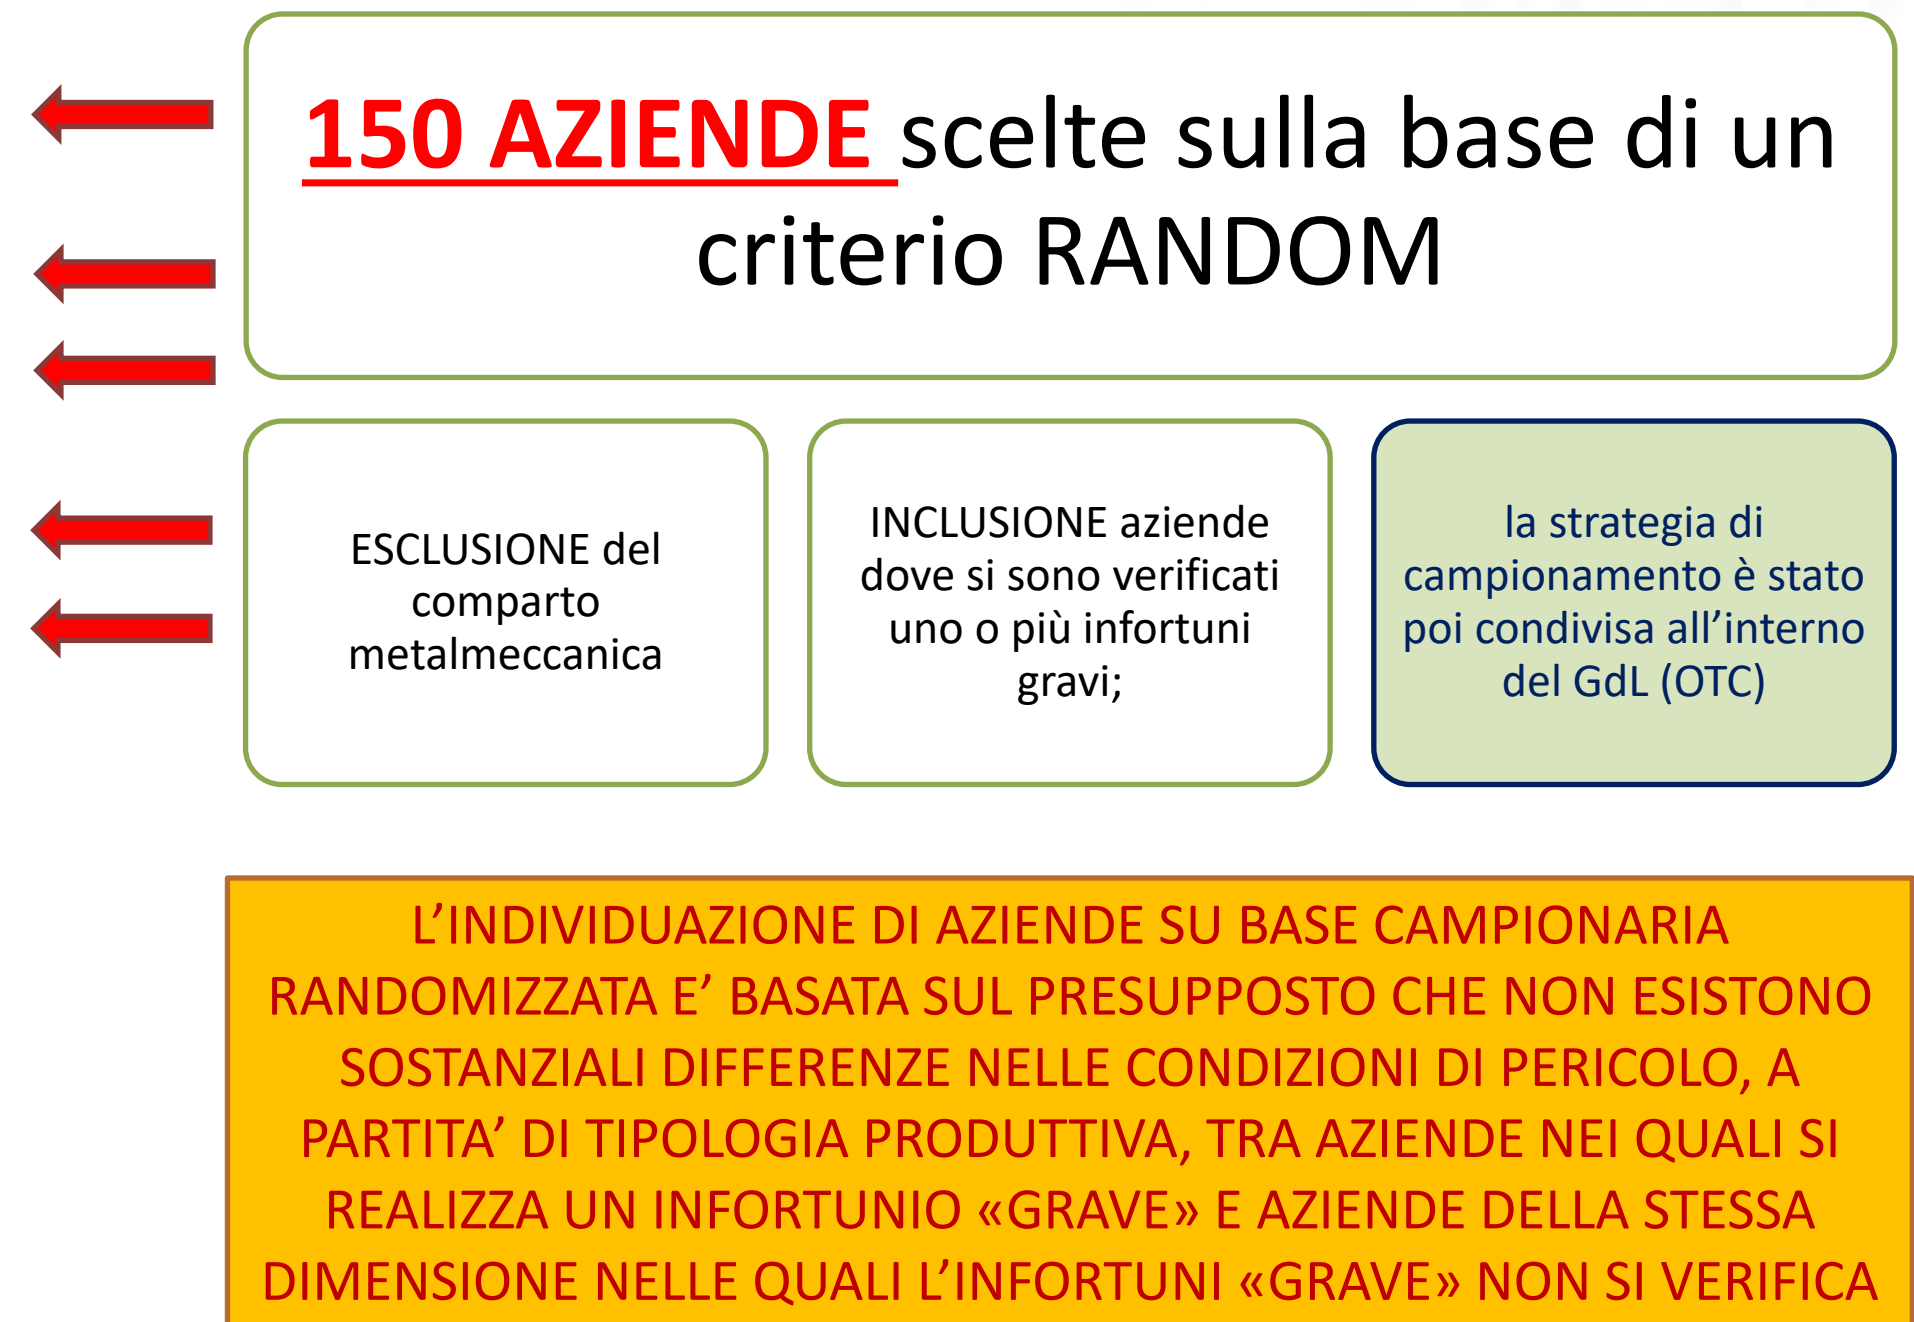 150 AZIENDE scelte sulla base di un
criterio RANDOM
ESCLUSIONE del
comparto
metalmeccanica
INCLUSIONE aziende
dove si sono verificati
uno o più infortuni
gravi;
la strategia di
campionamento è stato
poi condivisa all’interno
del GdL (OTC)
L’INDIVIDUAZIONE DI AZIENDE SU BASE CAMPIONARIA
RANDOMIZZATA E’ BASATA SUL PRESUPPOSTO CHE NON ESISTONO
SOSTANZIALI DIFFERENZE NELLE CONDIZIONI DI PERICOLO, A
PARTITA’ DI TIPOLOGIA PRODUTTIVA, TRA AZIENDE NEI QUALI SI
REALIZZA UN INFORTUNIO «GRAVE» E AZIENDE DELLA STESSA
DIMENSIONE NELLE QUALI L’INFORTUNI «GRAVE» NON SI VERIFICA